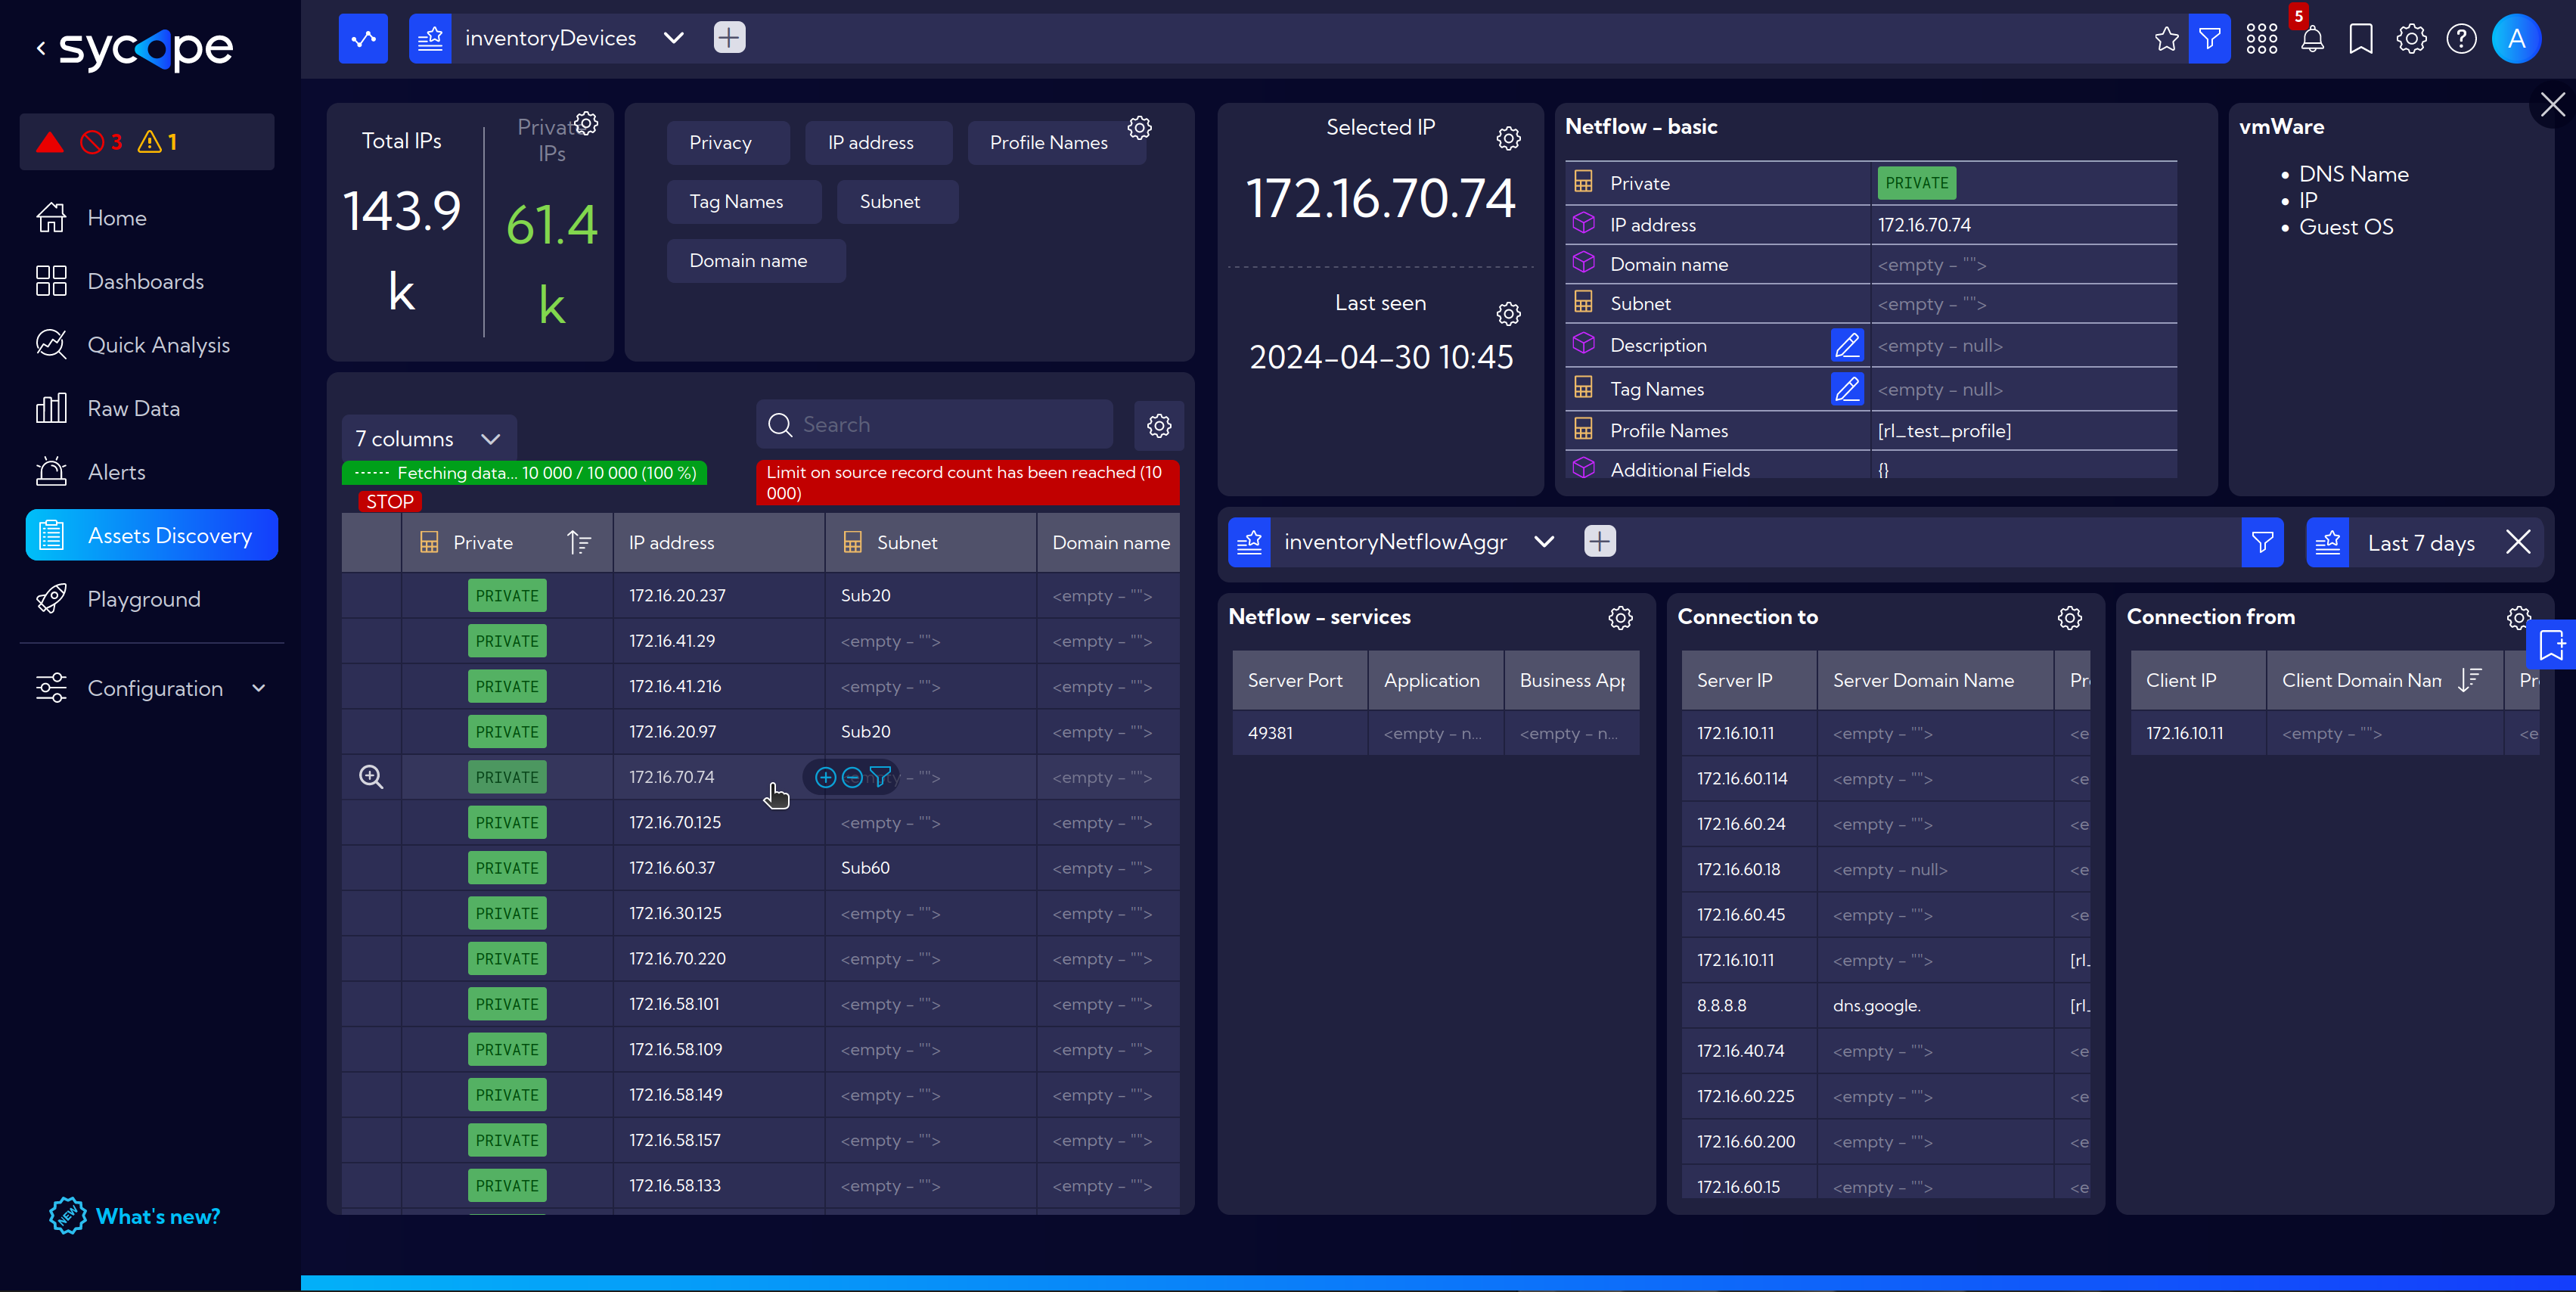 sycope
3
1
Home
Dashboards
Quick Analysis
Raw Data
Alerts
Assets Discovery
Playground
Configuration
NEW What's new?
inventoryDevices
5
A
Total IPs
143.9
k
Private
IPs
61.4
k
Privacy
IP address
Profile Names
Tag Names
Subnet
Domain name
7 columns
Search
------ Fetching data... 10 000 / 10 000 (100 %)
STOP
Limit on source record count has been reached (10
000)
Private IP address Subnet Domain name
PRIVATE 172.16.20.237 Sub20 <empty - "">
PRIVATE 172.16.41.29 <empty - ""> <empty - "">
PRIVATE 172.16.41.216 <empty - ""> <empty - "">
PRIVATE 172.16.20.97 Sub20 <empty - "">
PRIVATE 172.16.70.74 <empty - ""> <empty - "">
PRIVATE 172.16.70.125 <empty - ""> <empty - "">
PRIVATE 172.16.60.37 Sub60 <empty - "">
PRIVATE 172.16.30.125 <empty - ""> <empty - "">
PRIVATE 172.16.70.220 <empty - ""> <empty - "">
PRIVATE 172.16.58.101 <empty - ""> <empty - "">
PRIVATE 172.16.58.109 <empty - ""> <empty - "">
PRIVATE 172.16.58.149 <empty - ""> <empty - "">
PRIVATE 172.16.58.157 <empty - ""> <empty - "">
PRIVATE 172.16.58.133 <empty - ""> <empty - "">
Selected IP
172.16.70.74
Last seen
2024-04-30 10:45
Netflow - basic
Private PRIVATE
IP address 172.16.70.74
Domain name <empty - "">
Subnet <empty - "">
Description <empty - null>
Tag Names <empty - null>
Profile Names [rl_test_profile]
Additional Fields {}
vmWare
• DNS Name
• IP
• Guest OS
inventoryNetflowAggr
Last 7 days
Netflow - services
Server Port Application Business App
49381 <empty - n... <empty - n...
Connection to
Server IP Server Domain Name Pr
172.16.10.11 <empty - ""> <e
172.16.60.114 <empty - ""> <e
172.16.60.24 <empty - ""> <e
172.16.60.18 <empty - null> <e
172.16.60.45 <empty - ""> <e
172.16.10.11 <empty - ""> [rl_
8.8.8.8 dns.google. [rl_
172.16.40.74 <empty - ""> <e
172.16.60.225 <empty - ""> <e
172.16.60.200 <empty - ""> <e
172.16.60.15 <empty - ""> <e
Connection from
Client IP Client Domain Nam Pr
172.16.10.11 <empty - ""> <e